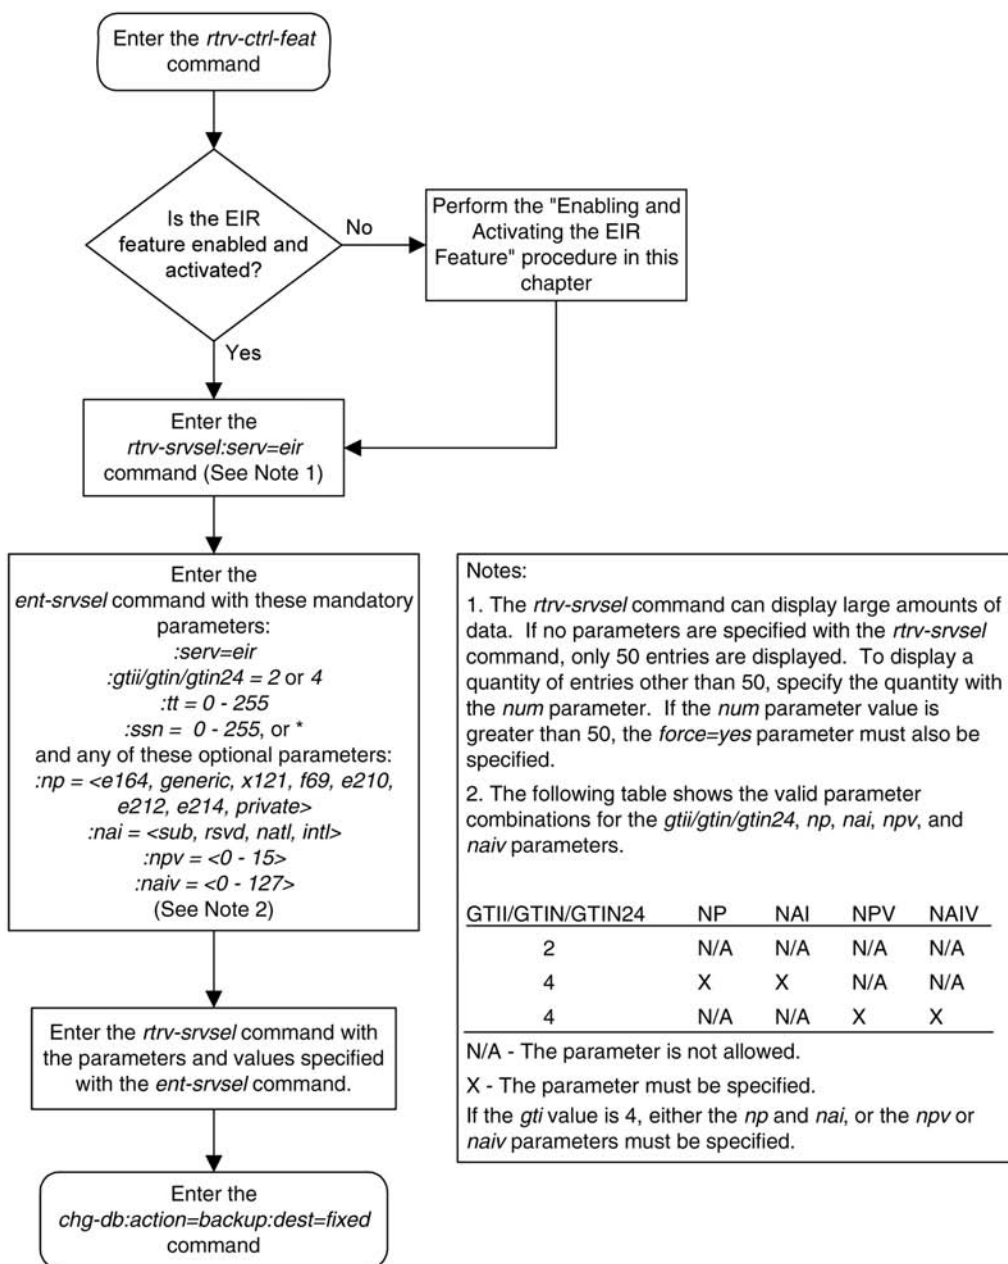 Enter the rtrv-ctrl-feat
command
Is the EIR
feature enabled and
activated?
No
Perform the "Enabling and
Activating the EIR
Feature" procedure in this
chapter
Yes
Enter the
rtrv-srvsel:serv=eir
command (See Note 1)
Enter the
ent-srvsel command with these mandatory
parameters:
:serv=eir
:gtii/gtin/gtin24 = 2 or 4
:tt = 0 - 255
:ssn = 0 - 255, or *
and any of these optional parameters:
:np = <e164, generic, x121, f69, e210,
e212, e214, private>
:nai = <sub, rsvd, natl, intl>
:npv = <0 - 15>
:naiv = <0 - 127>
(See Note 2)
Enter the rtrv-srvsel command with
the parameters and values specified
with the ent-srvsel command.
Enter the
chg-db:action=backup:dest=fixed
command
Notes:
1. The rtrv-srvsel command can display large amounts of
data. If no parameters are specified with the rtrv-srvsel
command, only 50 entries are displayed. To display a
quantity of entries other than 50, specify the quantity with
the num parameter. If the num parameter value is
greater than 50, the force=yes parameter must also be
specified.
2. The following table shows the valid parameter
combinations for the gtii/gtin/gtin24, np, nai, npv, and
naiv parameters.
GTII/GTIN/GTIN24 NP NAI NPV NAIV
2 N/A N/A N/A N/A
4 X X N/A N/A
4 N/A N/A X X
N/A - The parameter is not allowed.
X - The parameter must be specified.
If the gti value is 4, either the np and nai, or the npv or
naiv parameters must be specified.